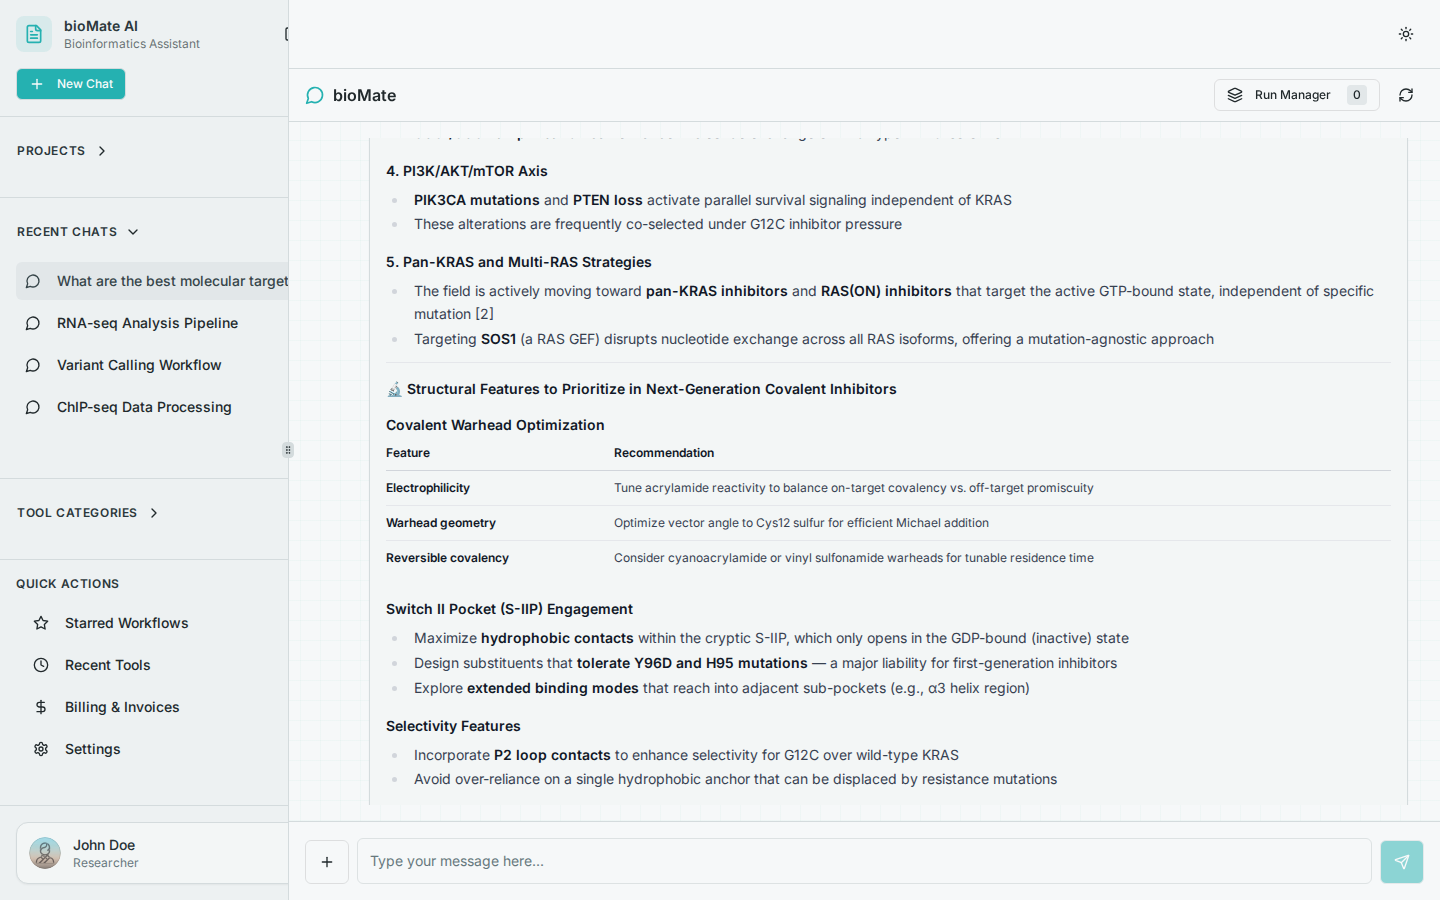 bioMate AI
Bioinformatics Assistant
New Chat
PROJECTS
RECENT CHATS
What are the best molecular target
RNA-seq Analysis Pipeline
Variant Calling Workflow
ChIP-seq Data Processing
TOOL CATEGORIES
QUICK ACTIONS
Starred Workflows
Recent Tools
Billing & Invoices
Settings
John Doe
Researcher
bioMate
Run Manager 0
4. PI3K/AKT/mTOR Axis
PIK3CA mutations and PTEN loss activate parallel survival signaling independent of KRAS
These alterations are frequently co-selected under G12C inhibitor pressure
5. Pan-KRAS and Multi-RAS Strategies
The field is actively moving toward pan-KRAS inhibitors and RAS(ON) inhibitors that target the active GTP-bound state, independent of specific
mutation [2]
Targeting SOS1 (a RAS GEF) disrupts nucleotide exchange across all RAS isoforms, offering a mutation-agnostic approach
🔬 Structural Features to Prioritize in Next-Generation Covalent Inhibitors
Covalent Warhead Optimization
Feature Recommendation
Electrophilicity Tune acrylamide reactivity to balance on-target covalency vs. off-target promiscuity
Warhead geometry Optimize vector angle to Cys12 sulfur for efficient Michael addition
Reversible covalency Consider cyanoacrylamide or vinyl sulfonamide warheads for tunable residence time
Switch II Pocket (S-IIP) Engagement
Maximize hydrophobic contacts within the cryptic S-IIP, which only opens in the GDP-bound (inactive) state
Design substituents that tolerate Y96D and H95 mutations — a major liability for first-generation inhibitors
Explore extended binding modes that reach into adjacent sub-pockets (e.g., α3 helix region)
Selectivity Features
Incorporate P2 loop contacts to enhance selectivity for G12C over wild-type KRAS
Avoid over-reliance on a single hydrophobic anchor that can be displaced by resistance mutations
Type your message here...